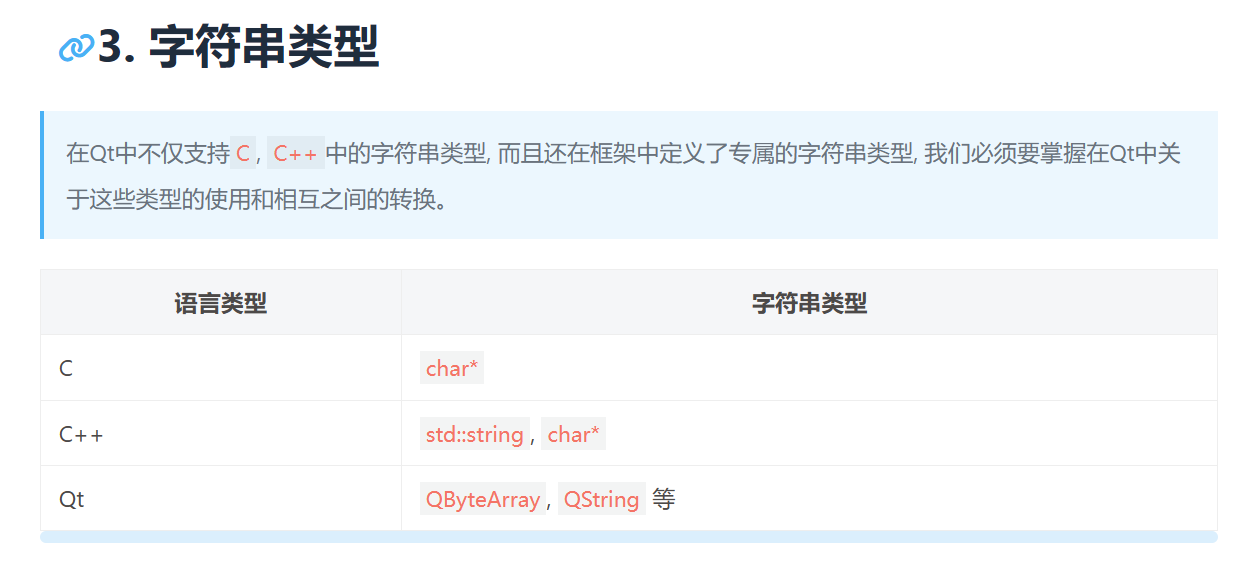 3. 字符串类型
在Qt中不仅支持 C, C++ 中的字符串类型, 而且还在框架中定义了专属的字符串类型, 我们必须要掌握在Qt中关
于这些类型的使用和相互之间的转换。
语言类型 字符串类型
C char*
C++ std::string, char*
Qt QByteArray, QString 等